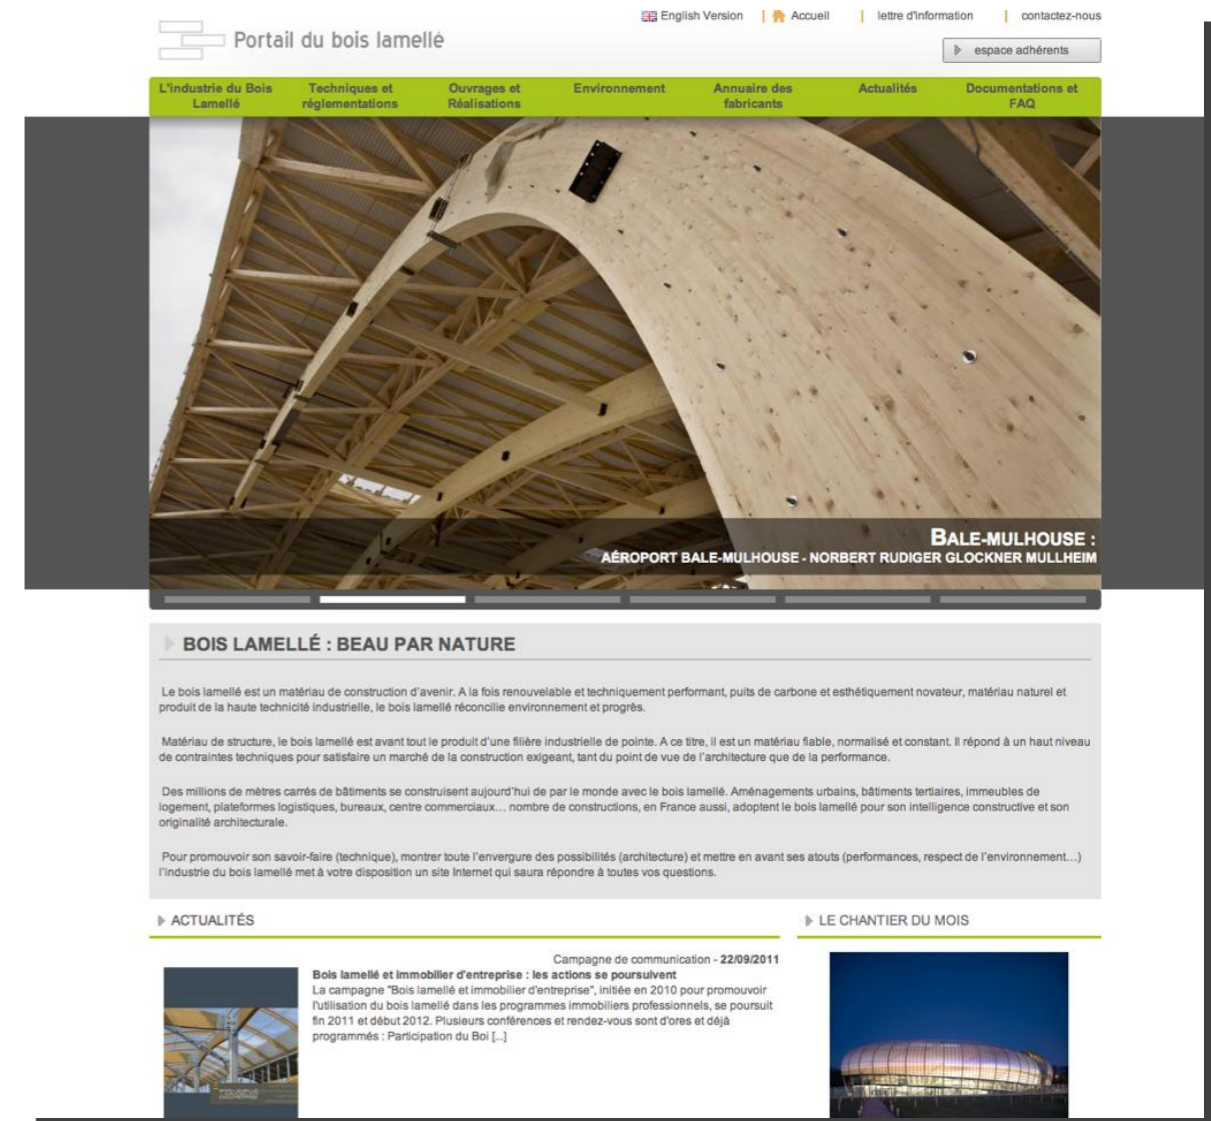 English Version | Accueil | lettre d'information | contactez-nous
Portail du bois lamellé
espace adhérents
L'industrie du Bois Lamellé
Techniques et réglementations
Ouvrages et Réalisations
Environnement
Annuaire des fabricants
Actualités
Documentations et FAQ
BALE-MULHOUSE :
AÉROPORT BALE-MULHOUSE - NORBERT RUDIGER GLOCKNER MULLHEIM
BOIS LAMELLÉ : BEAU PAR NATURE
Le bois lamellé est un matériau de construction d'avenir. A la fois renouvelable et techniquement performant, puits de carbone et esthétiquement novateur, matériau naturel et
produit de la haute technicité industrielle, le bois lamellé réconcilie environnement et progrès.
Matériau de structure, le bois lamellé est avant tout le produit d'une filière industrielle de pointe. A ce titre, il est un matériau fiable, normalisé et constant. Il répond à un haut niveau
de contraintes techniques pour satisfaire un marché de la construction exigeant, tant du point de vue de l'architecture que de la performance.
Des millions de mètres carrés de bâtiments se construisent aujourd'hui de par le monde avec le bois lamellé. Aménagements urbains, bâtiments tertiaires, immeubles de
logement, plateformes logistiques, bureaux, centre commerciaux… nombre de constructions, en France aussi, adoptent le bois lamellé pour son intelligence constructive et son
originalité architecturale.
Pour promouvoir son savoir-faire (technique), montrer toute l'envergure des possibilités (architecture) et mettre en avant ses atouts (performances, respect de l'environnement…)
l'industrie du bois lamellé met à votre disposition un site Internet qui saura répondre à toutes vos questions.
ACTUALITÉS
Campagne de communication - 22/09/2011
Bois lamellé et immobilier d'entreprise : les actions se poursuivent
La campagne "Bois lamellé et immobilier d'entreprise", initiée en 2010 pour promouvoir
l'utilisation du bois lamellé dans les programmes immobiliers professionnels, se poursuit
fin 2011 et début 2012. Plusieurs conférences et rendez-vous sont d'ores et déjà
programmés : Participation du Boi [...]
LE CHANTIER DU MOIS